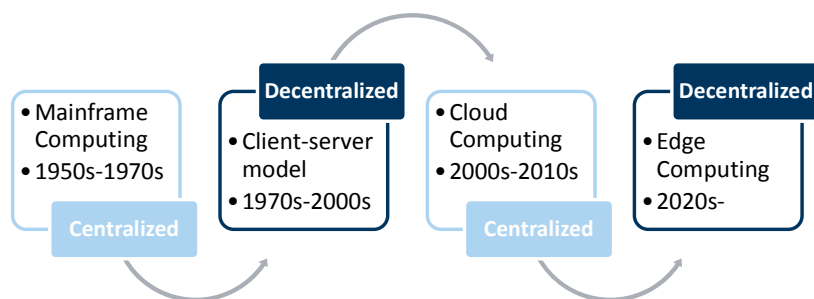 • Mainframe
Computing
• 1950s-1970s
Centralized
Decentralized
• Client-server
model
• 1970s-2000s
• Cloud
Computing
• 2000s-2010s
Centralized
Decentralized
• Edge
Computing
• 2020s-